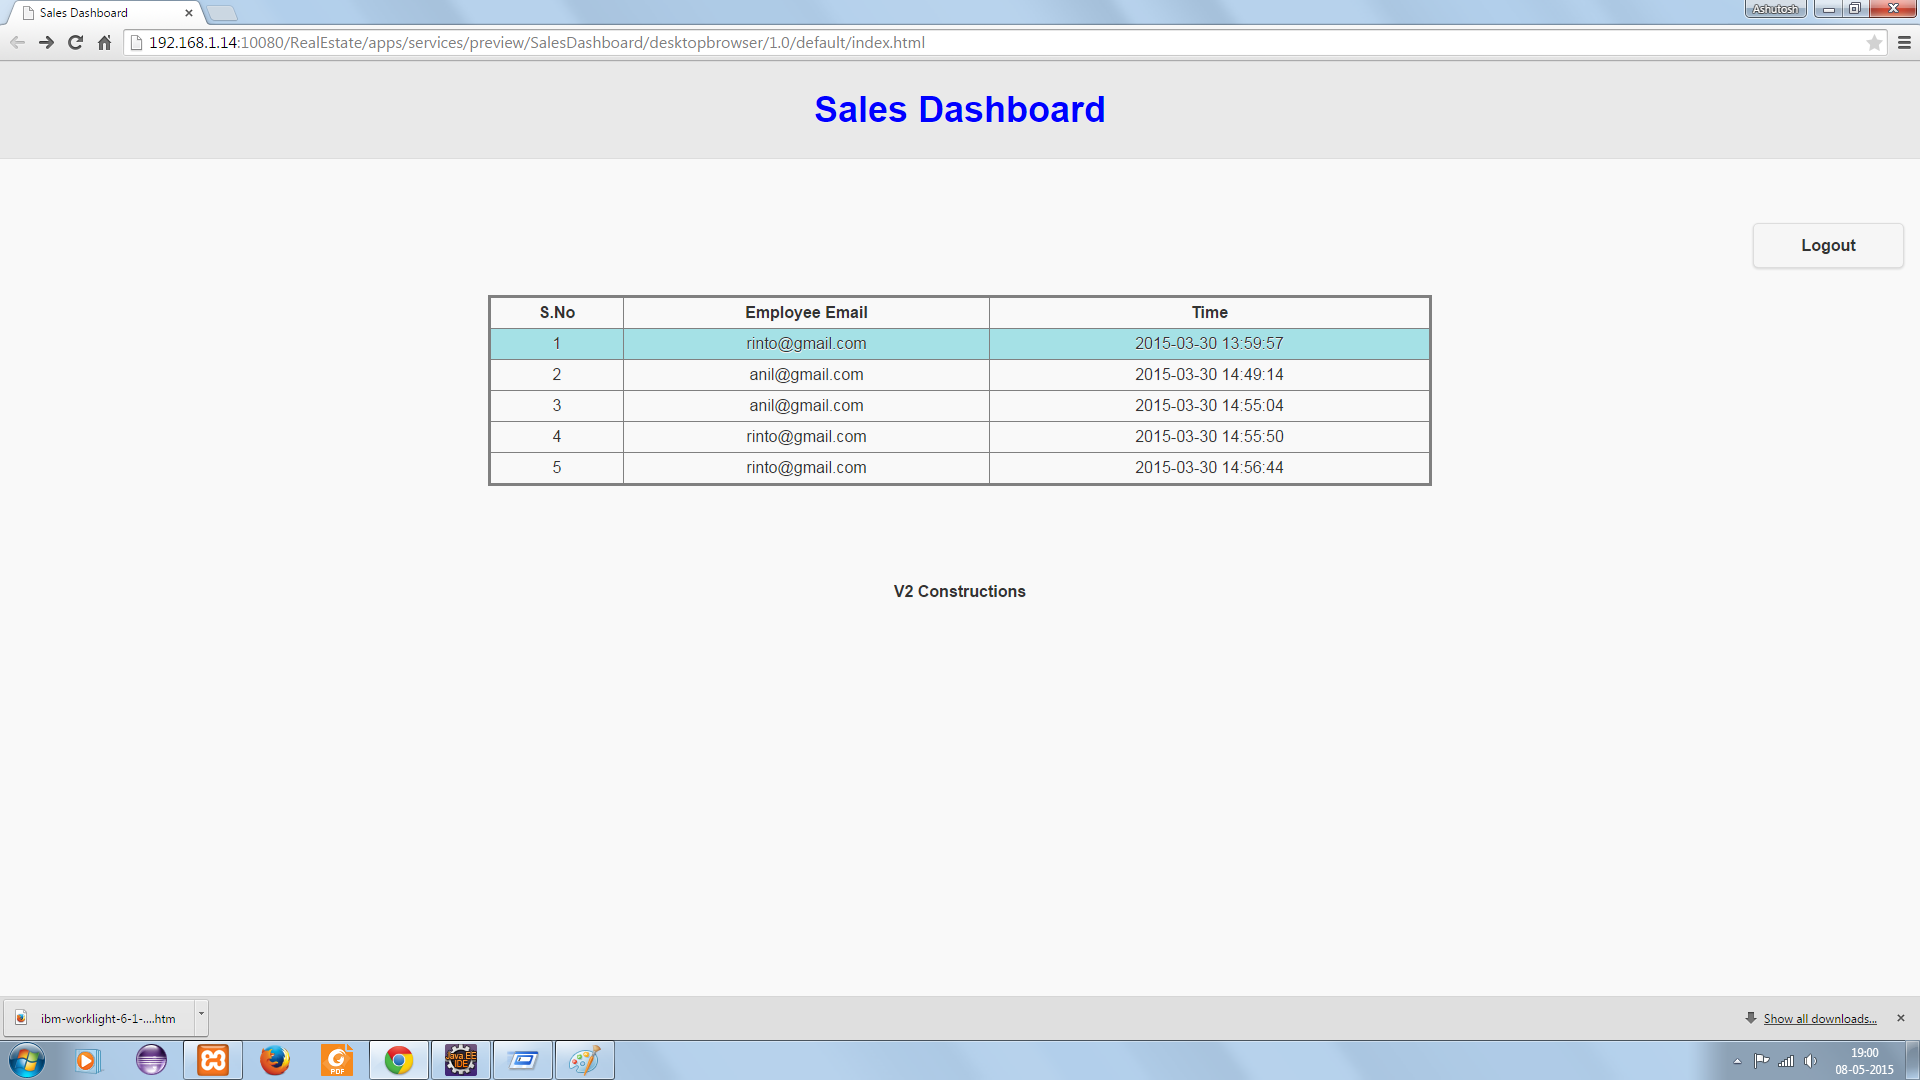 Sales Dashboard
Ashutosh
192.168.1.14:10080/RealEstate/apps/services/preview/SalesDashboard/desktopbrowser/1.0/default/index.html
Sales Dashboard
Logout
S.No Employee Email Time
1 rinto@gmail.com 2015-03-30 13:59:57
2 anil@gmail.com 2015-03-30 14:49:14
3 anil@gmail.com 2015-03-30 14:55:04
4 rinto@gmail.com 2015-03-30 14:55:50
5 rinto@gmail.com 2015-03-30 14:56:44
V2 Constructions
ibm-worklight-6-1-....htm
Show all downloads...
PDF
Java EE
IDE
19:00
08-05-2015